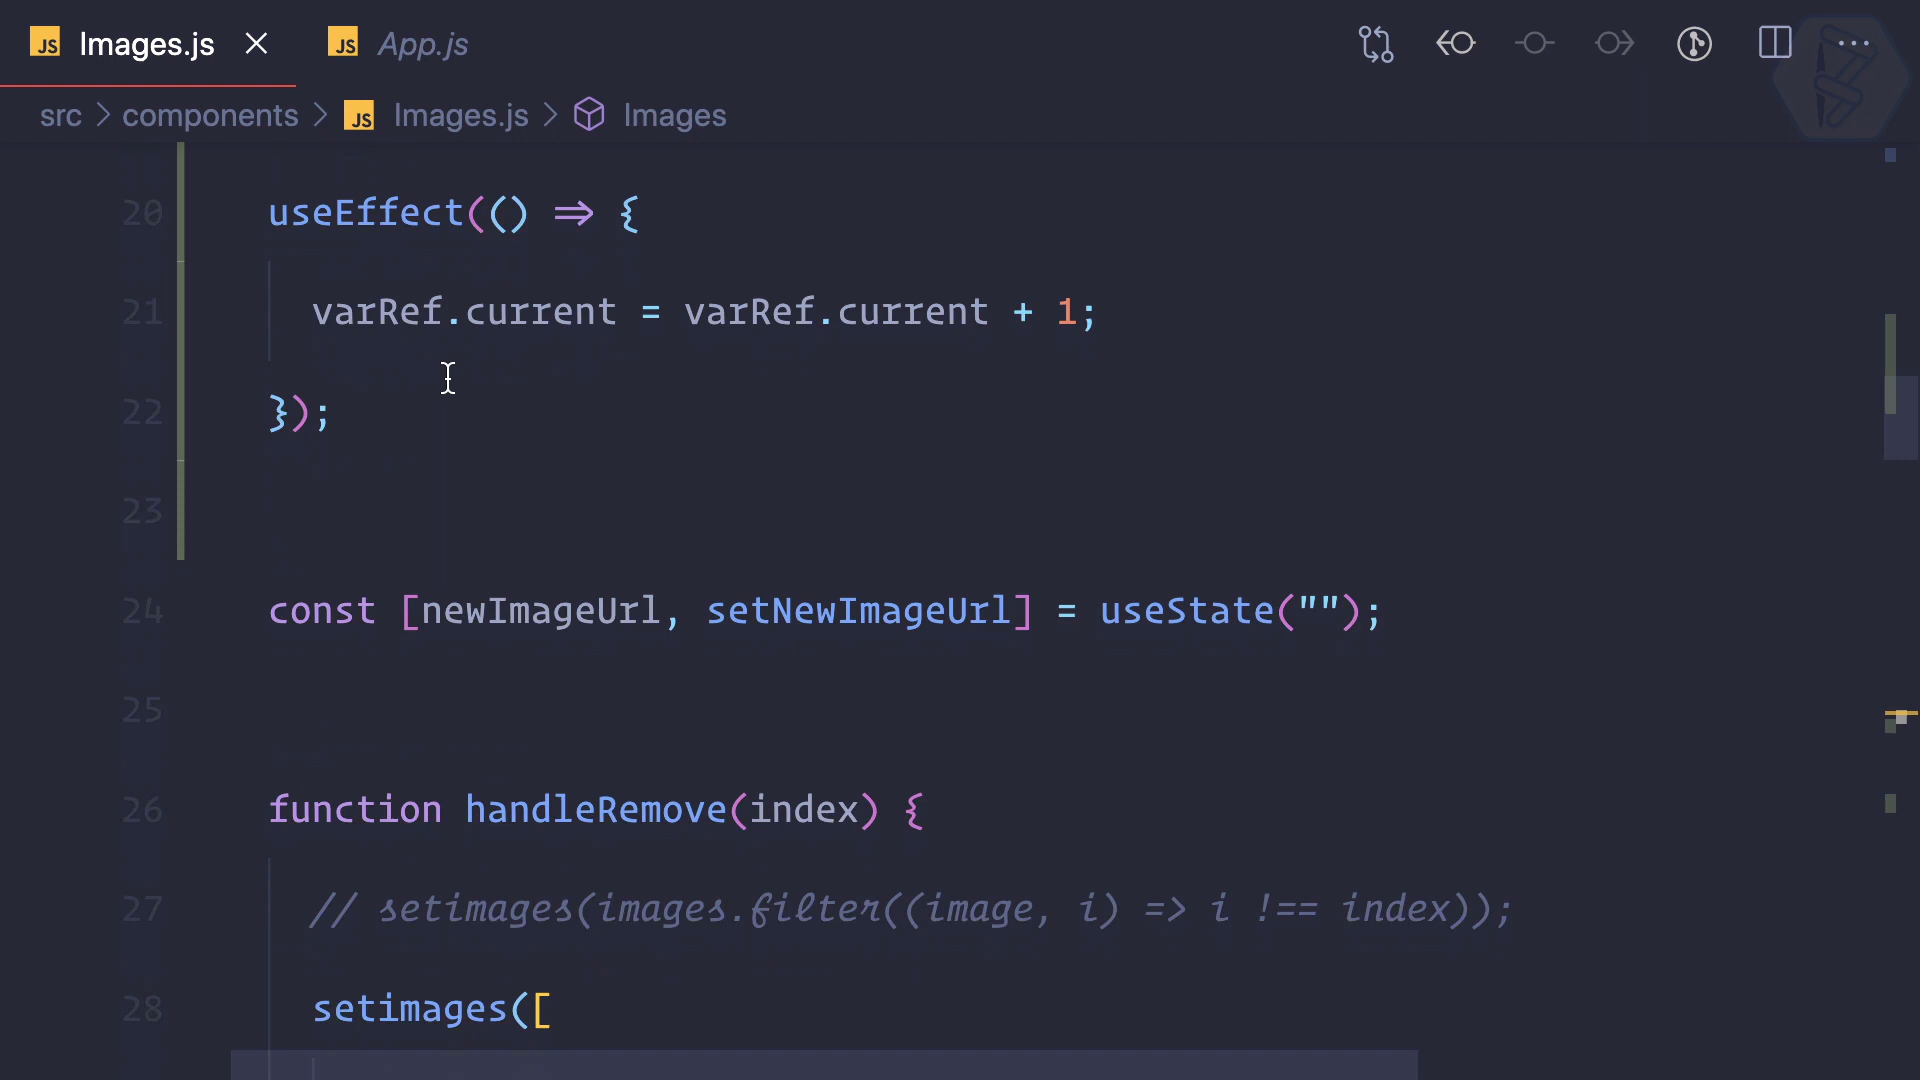 JS Images.js JS App.js
src > components > JS Images.js > Images
20 useEffect(() => {
21 varRef.current = varRef.current + 1;
22 });
23
24 const [newImageUrl, setNewImageUrl] = useState("");
25
26 function handleRemove(index) {
27 // setimages(images.filter((image, i) => i !== index));
28 setimages([